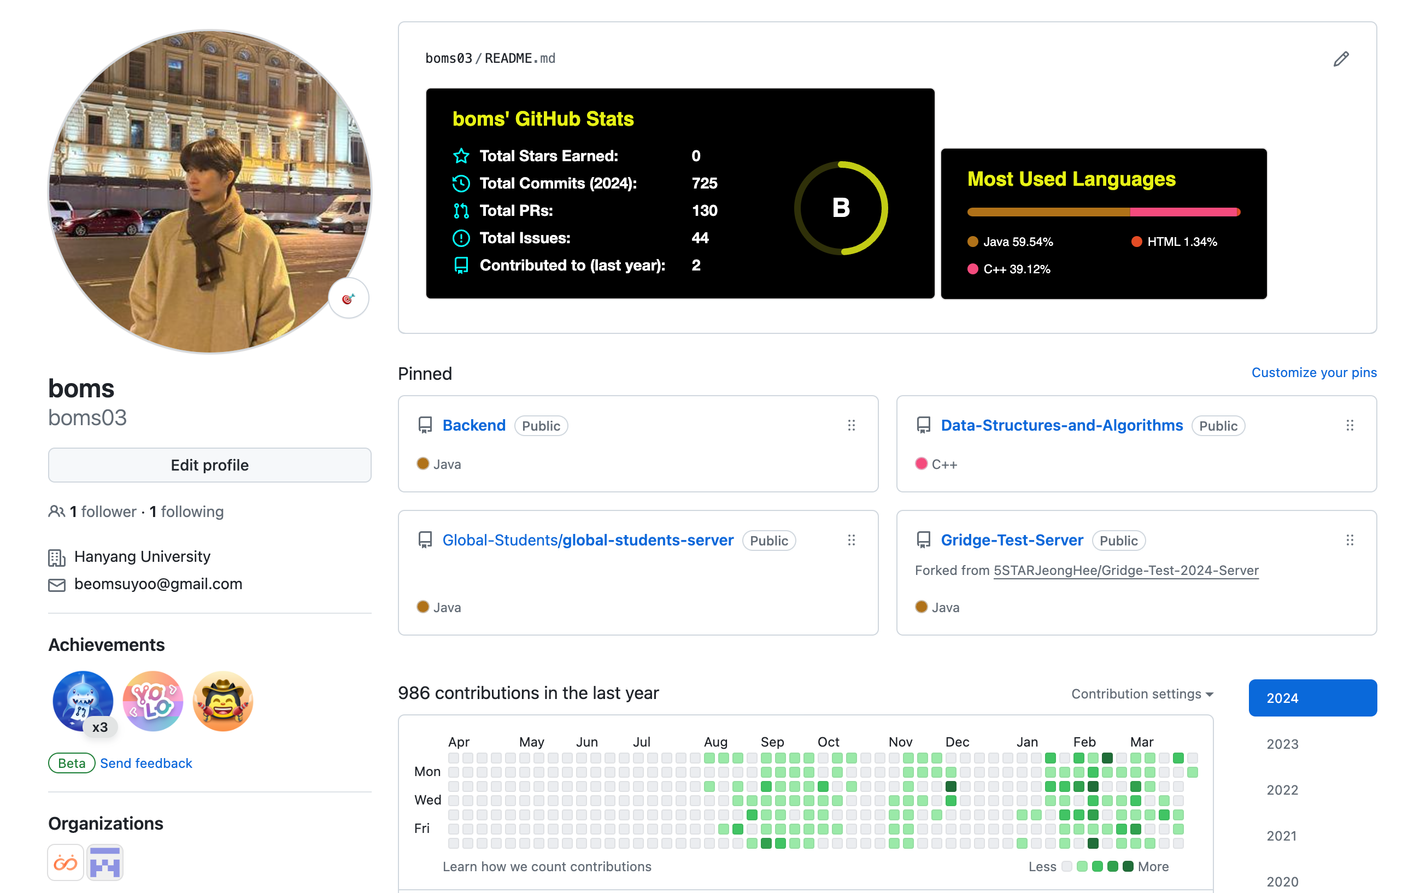 boms03/README.md
boms' GitHub Stats
Total Stars Earned: 0
Total Commits (2024): 725
Total PRs: 130
Total Issues: 44
Contributed to (last year): 2
B
Most Used Languages
Java 59.54%
HTML 1.34%
C++ 39.12%
boms
boms03
Edit profile
1 follower · 1 following
Hanyang University
beomsuyoo@gmail.com
Achievements
x3
YOLO
Beta Send feedback
Organizations
Pinned
Customize your pins
Backend Public
Java
Data-Structures-and-Algorithms Public
C++
Global-Students/global-students-server Public
Java
Gridge-Test-Server Public
Forked from 5STARJeongHee/Gridge-Test-2024-Server
Java
986 contributions in the last year
Contribution settings
Apr May Jun Jul Aug Sep Oct Nov Dec Jan Feb Mar
Mon
Wed
Fri
Learn how we count contributions
Less More
2024
2023
2022
2021
2020